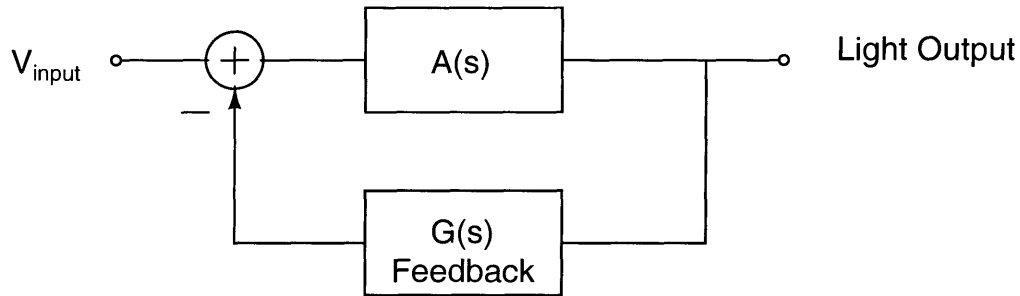 V_input
+
A(s)
Light Output
−
G(s)
Feedback